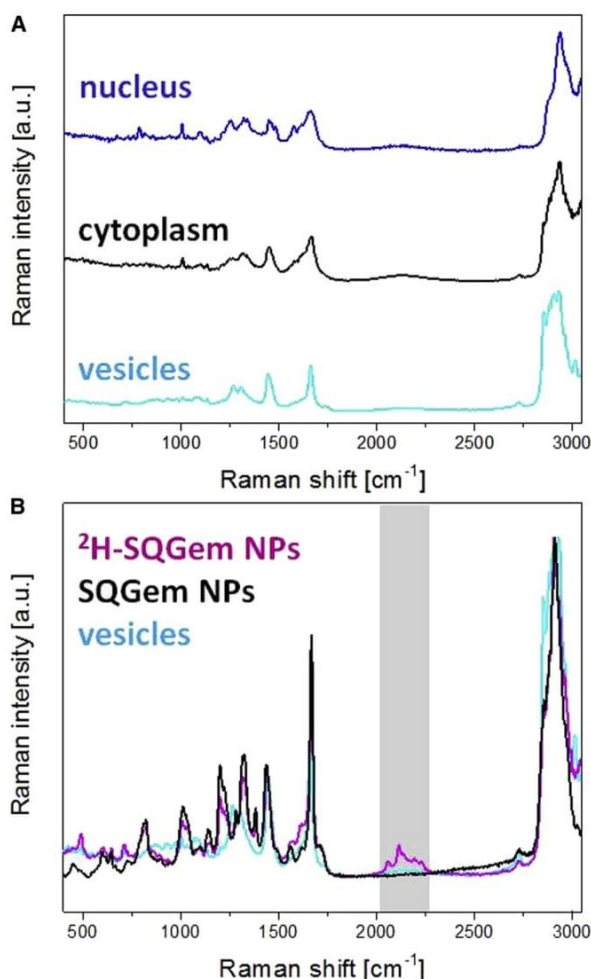 A
Raman intensity [a.u.]
nucleus
cytoplasm
vesicles
500 1000 1500 2000 2500 3000
Raman shift [cm⁻¹]
B
Raman intensity [a.u.]
²H-SQGem NPs
SQGem NPs
vesicles
500 1000 1500 2000 2500 3000
Raman shift [cm⁻¹]